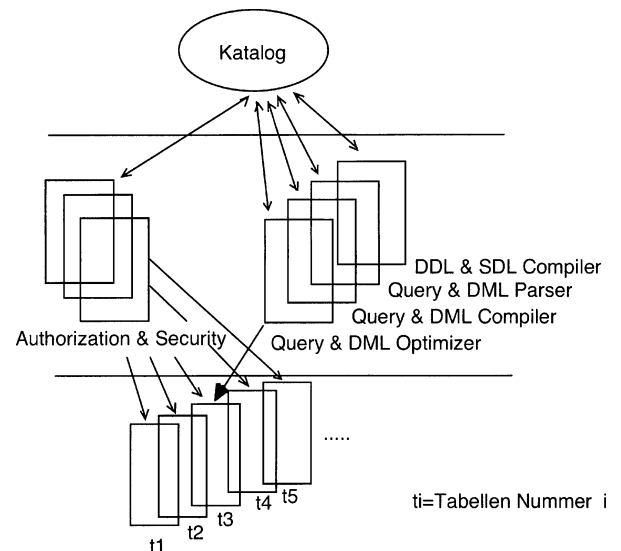 Katalog
DDL & SDL Compiler
Query & DML Parser
Query & DML Compiler
Authorization & Security
Query & DML Optimizer
.....
t5
t4
t3
t2
t1
ti=Tabellen Nummer i